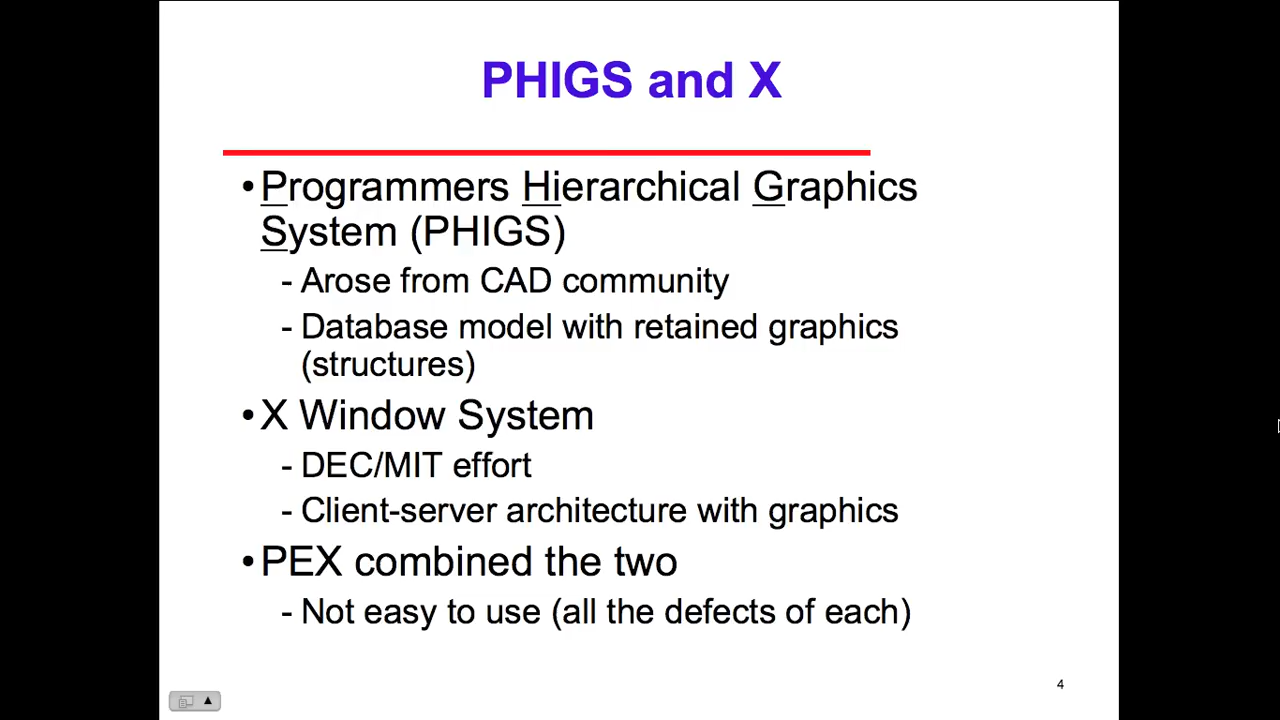 PHIGS and X
•Programmers Hierarchical Graphics
System (PHIGS)
- Arose from CAD community
- Database model with retained graphics
(structures)
•X Window System
- DEC/MIT effort
- Client-server architecture with graphics
•PEX combined the two
- Not easy to use (all the defects of each)
4